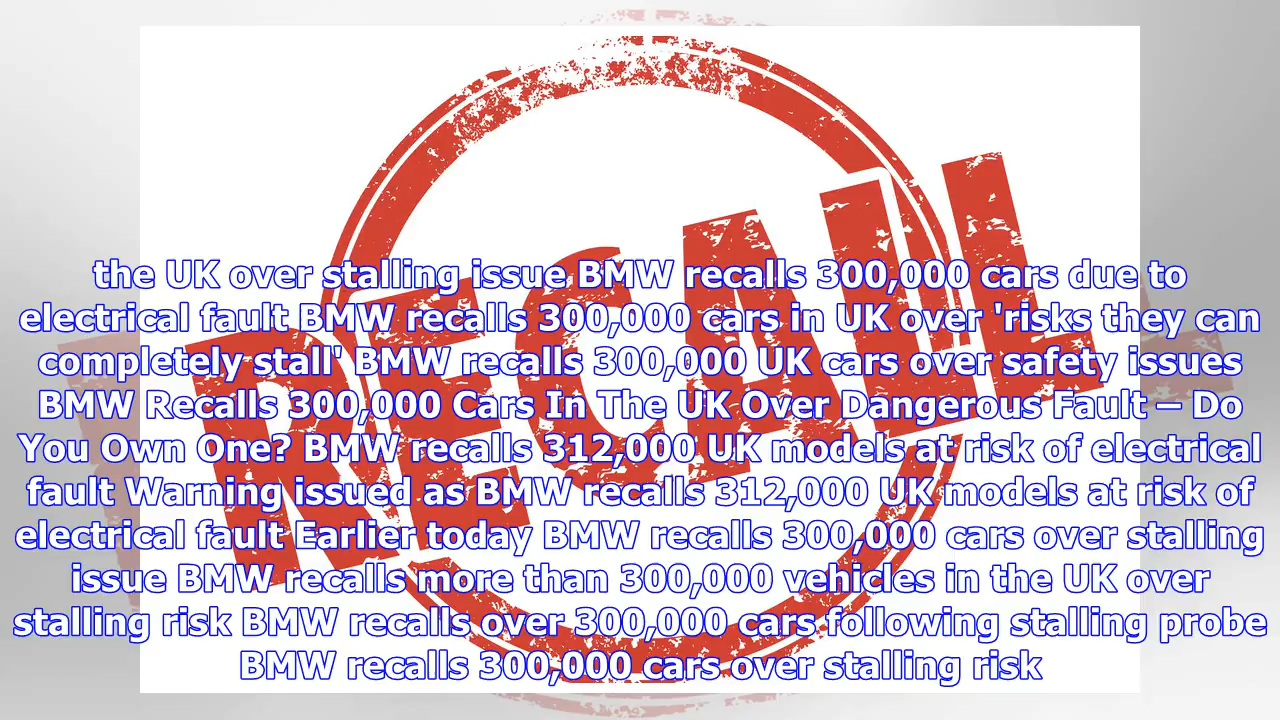 RECALL
the UK over stalling issue BMW recalls 300,000 cars due to
electrical fault BMW recalls 300,000 cars in UK over 'risks they can
completely stall' BMW recalls 300,000 UK cars over safety issues
BMW Recalls 300,000 Cars In The UK Over Dangerous Fault – Do
You Own One? BMW recalls 312,000 UK models at risk of electrical
fault Warning issued as BMW recalls 312,000 UK models at risk of
electrical fault Earlier today BMW recalls 300,000 cars over stalling
issue BMW recalls more than 300,000 vehicles in the UK over
stalling risk BMW recalls over 300,000 cars following stalling probe
BMW recalls 300,000 cars over stalling risk